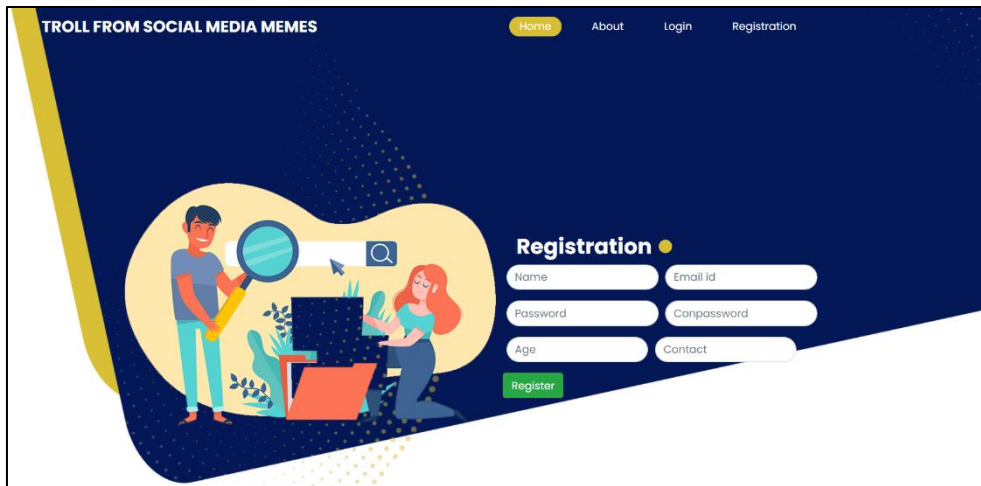 TROLL FROM SOCIAL MEDIA MEMES
Home About Login Registration
Registration
Name Email id
Password Conpassword
Age Contact
Register